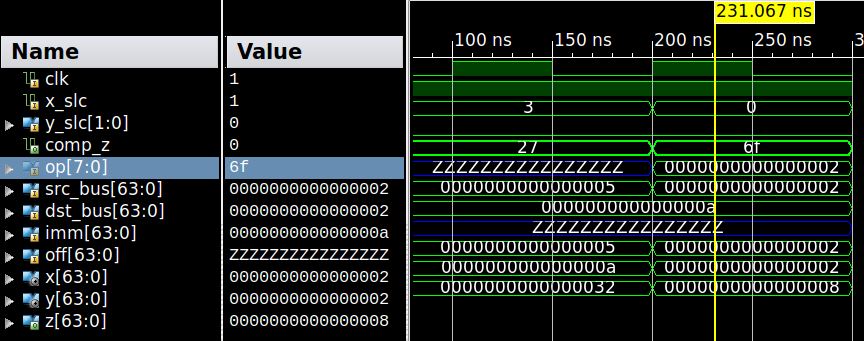 231.067 ns
100 ns 150 ns 200 ns 250 ns 3
Name Value
clk 1
x_slc 1
y_slc[1:0] 0 3 0
comp_z 0 27 6f
op[7:0] 6f ZZZZZZZZZZZZZZZZ 0000000000000002
src_bus[63:0] 0000000000000002 0000000000000005 0000000000000002
dst_bus[63:0] 0000000000000002 000000000000000a
imm[63:0] 000000000000000a ZZZZZZZZZZZZZZZZ
off[63:0] ZZZZZZZZZZZZZZZZ 0000000000000005 0000000000000002
x[63:0] 0000000000000002 000000000000000a 0000000000000002
y[63:0] 0000000000000002 0000000000000032 0000000000000008
z[63:0] 0000000000000008